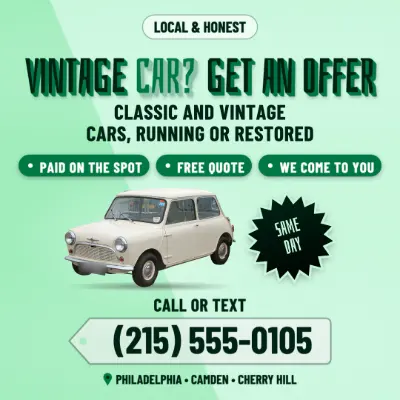 LOCAL & HONEST
VINTAGE CAR? GET AN OFFER
CLASSIC AND VINTAGE
CARS, RUNNING OR RESTORED
• PAID ON THE SPOT
• FREE QUOTE
• WE COME TO YOU
SAME
DAY
CALL OR TEXT
(215) 555-0105
PHILADELPHIA • CAMDEN • CHERRY HILL